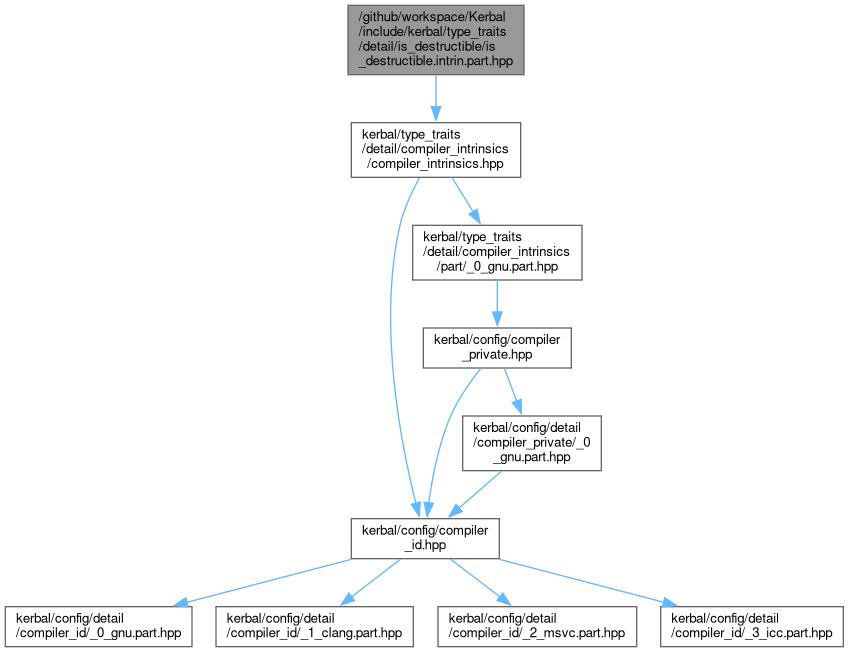 /github/workspace/Kerbal
/include/kerbal/type_traits
/detail/is_destructible/is
_destructible.intrin.part.hpp
kerbal/type_traits
/detail/compiler_intrinsics
/compiler_intrinsics.hpp
kerbal/type_traits
/detail/compiler_intrinsics
/part/_0_gnu.part.hpp
kerbal/config/compiler
_private.hpp
kerbal/config/detail
/compiler_private/_0
_gnu.part.hpp
kerbal/config/compiler
_id.hpp
kerbal/config/detail
/compiler_id/_0_gnu.part.hpp
kerbal/config/detail
/compiler_id/_1_clang.part.hpp
kerbal/config/detail
/compiler_id/_2_msvc.part.hpp
kerbal/config/detail
/compiler_id/_3_icc.part.hpp